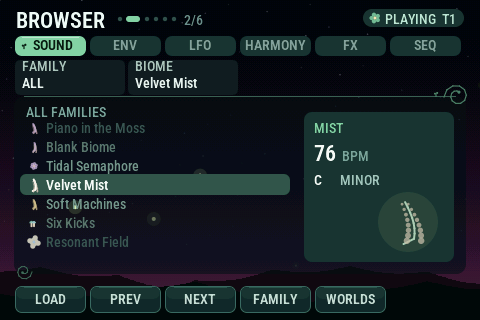 BROWSER 2/6 PLAYING T1
SOUND ENV LFO HARMONY FX SEQ
FAMILY BIOME
ALL Velvet Mist
ALL FAMILIES
Piano in the Moss
Blank Biome
Tidal Semaphore
Velvet Mist
Soft Machines
Six Kicks
Resonant Field
MIST
76 BPM
C MINOR
LOAD PREV NEXT FAMILY WORLDS